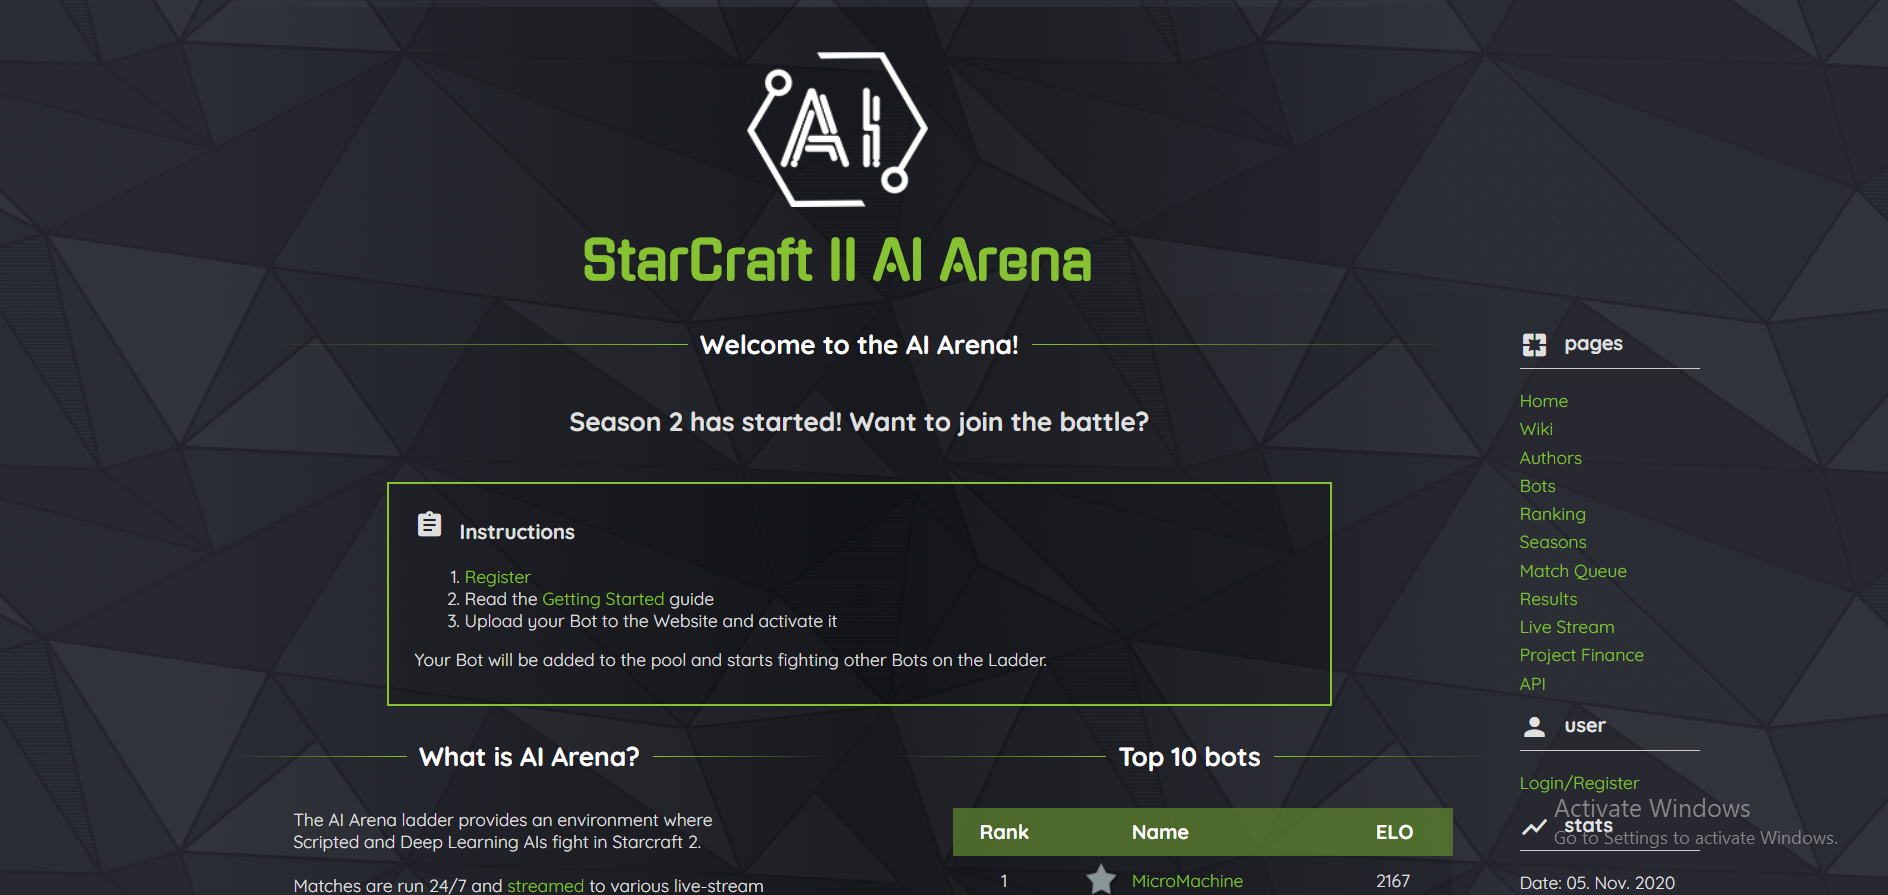 AI
StarCraft II AI Arena
Welcome to the AI Arena!
Season 2 has started! Want to join the battle?
Instructions
1. Register
2. Read the Getting Started guide
3. Upload your Bot to the Website and activate it
Your Bot will be added to the pool and starts fighting other Bots on the Ladder.
What is AI Arena?
The AI Arena ladder provides an environment where
Scripted and Deep Learning AIs fight in Starcraft 2.
Matches are run 24/7 and streamed to various live-stream
Top 10 bots
Rank Name ELO
1 MicroMachine 2167
pages
Home
Wiki
Authors
Bots
Ranking
Seasons
Match Queue
Results
Live Stream
Project Finance
API
user
Login/Register
stats
Date: 05. Nov. 2020
Activate Windows
Go to Settings to activate Windows.